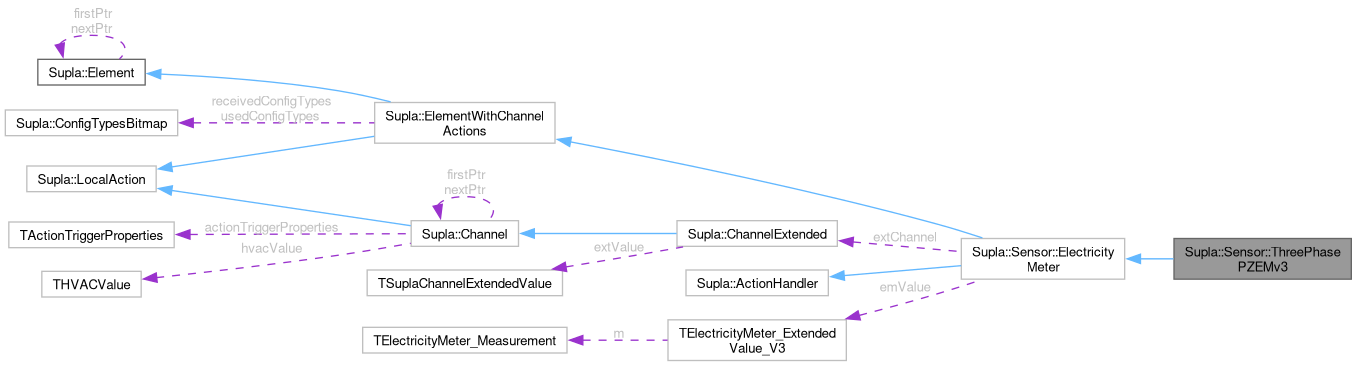 firstPtr
nextPtr
Supla::Element
receivedConfigTypes
usedConfigTypes
Supla::ElementWithChannel
Actions
Supla::ConfigTypesBitmap
Supla::LocalAction
firstPtr
nextPtr
actionTriggerProperties
TActionTriggerProperties
Supla::Channel
hvacValue
THVACValue
Supla::ChannelExtended
extValue
TSuplaChannelExtendedValue
extChannel
Supla::Sensor::Electricity
Meter
Supla::Sensor::ThreePhase
PZEMv3
Supla::ActionHandler
emValue
TElectricityMeter_Measurement
m
TElectricityMeter_Extended
Value_V3